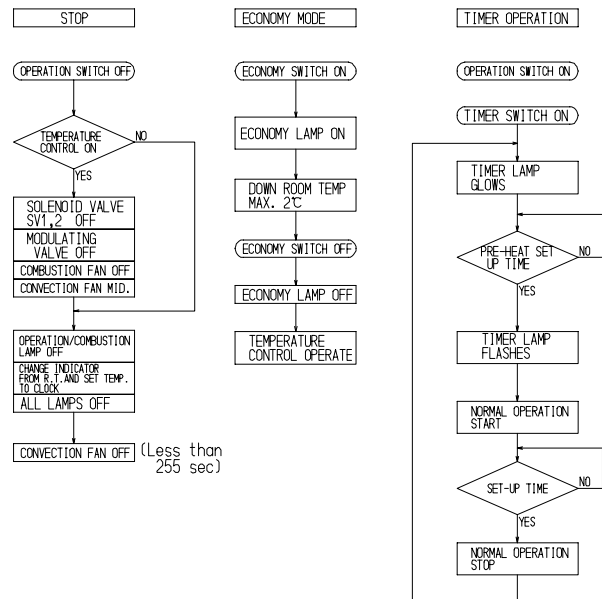 STOP
OPERATION SWITCH OFF
TEMPERATURE
CONTROL ON
NO
YES
SOLENOID VALVE
SV1,2 OFF
MODULATING
VALVE OFF
COMBUSTION FAN OFF
CONVECTION FAN MID.
OPERATION/COMBUSTION
LAMP OFF
CHANGE INDICATOR
FROM R.T.AND SET TEMP.
TO CLOCK
ALL LAMPS OFF
CONVECTION FAN OFF
(Less than
255 sec)
ECONOMY MODE
ECONOMY SWITCH ON
ECONOMY LAMP ON
DOWN ROOM TEMP
MAX. 2℃
ECONOMY SWITCH OFF
ECONOMY LAMP OFF
TEMPERATURE
CONTROL OPERATE
TIMER OPERATION
OPERATION SWITCH ON
TIMER SWITCH ON
TIMER LAMP
GLOWS
PRE-HEAT SET
UP TIME
NO
YES
TIMER LAMP
FLASHES
NORMAL OPERATION
START
SET-UP TIME
NO
YES
NORMAL OPERATION
STOP